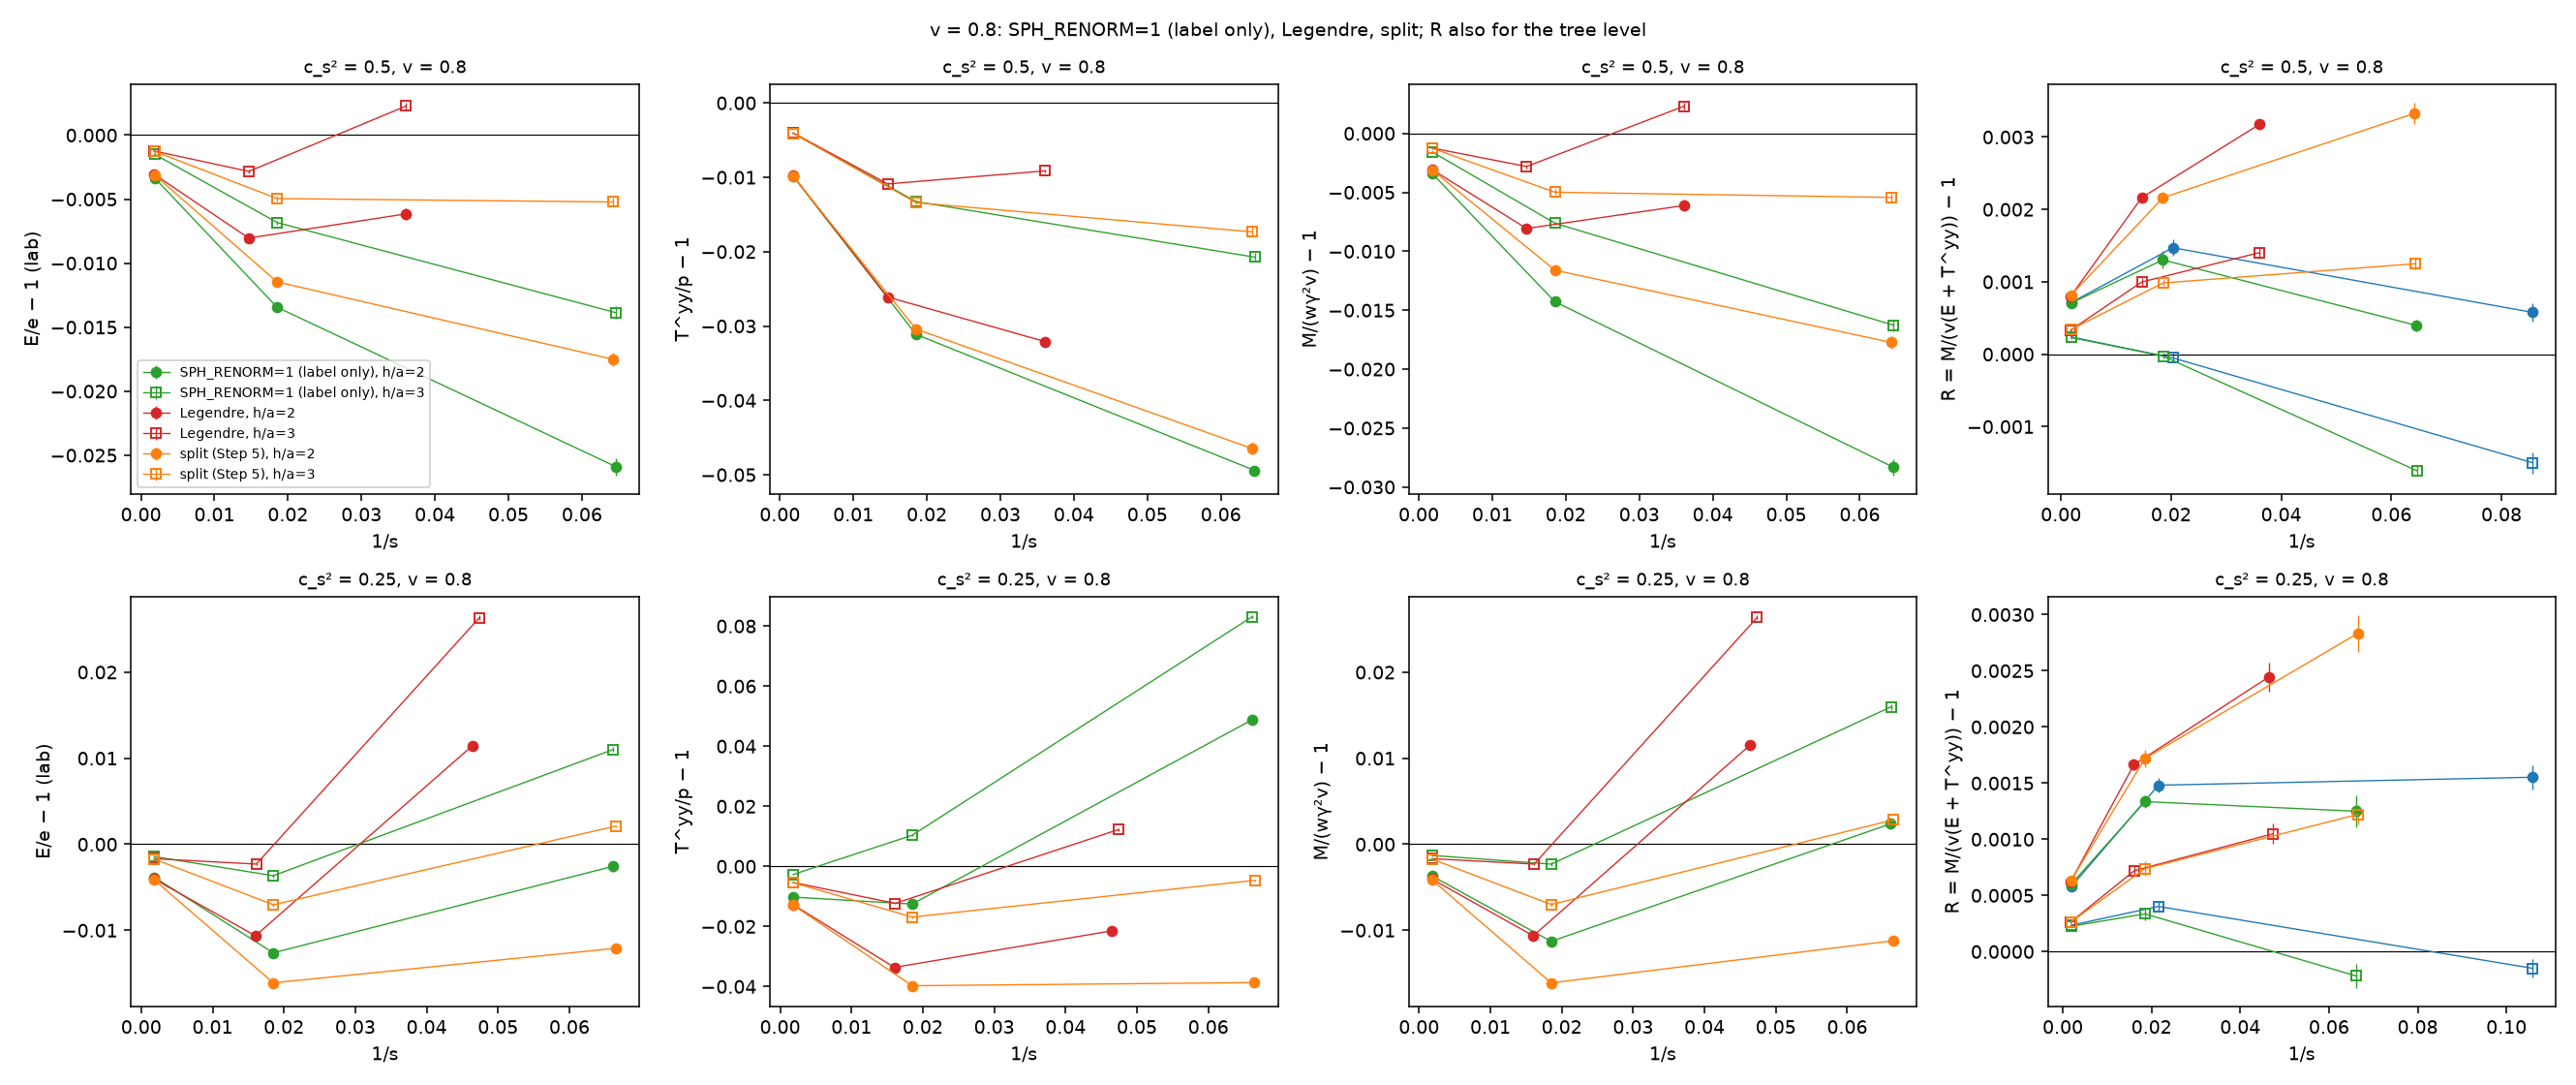 v = 0.8: SPH_RENORM=1 (label only), Legendre, split; R also for the tree level
c_s² = 0.5, v = 0.8
E/e − 1 (lab)
0.000
−0.005
−0.010
−0.015
−0.020
−0.025
SPH_RENORM=1 (label only), h/a=2
SPH_RENORM=1 (label only), h/a=3
Legendre, h/a=2
Legendre, h/a=3
split (Step 5), h/a=2
split (Step 5), h/a=3
0.00 0.01 0.02 0.03 0.04 0.05 0.06
1/s
c_s² = 0.5, v = 0.8
T^yy/p − 1
0.00
−0.01
−0.02
−0.03
−0.04
−0.05
0.00 0.01 0.02 0.03 0.04 0.05 0.06
1/s
c_s² = 0.5, v = 0.8
M/(wγ²v) − 1
0.000
−0.005
−0.010
−0.015
−0.020
−0.025
−0.030
0.00 0.01 0.02 0.03 0.04 0.05 0.06
1/s
c_s² = 0.5, v = 0.8
R = M/(v(E + T^yy)) − 1
0.003
0.002
0.001
0.000
−0.001
0.00 0.02 0.04 0.06 0.08
1/s
c_s² = 0.25, v = 0.8
E/e − 1 (lab)
0.02
0.01
0.00
−0.01
0.00 0.01 0.02 0.03 0.04 0.05 0.06
1/s
c_s² = 0.25, v = 0.8
T^yy/p − 1
0.08
0.06
0.04
0.02
0.00
−0.02
−0.04
0.00 0.01 0.02 0.03 0.04 0.05 0.06
1/s
c_s² = 0.25, v = 0.8
M/(wγ²v) − 1
0.02
0.01
0.00
−0.01
0.00 0.01 0.02 0.03 0.04 0.05 0.06
1/s
c_s² = 0.25, v = 0.8
R = M/(v(E + T^yy)) − 1
0.0030
0.0025
0.0020
0.0015
0.0010
0.0005
0.0000
0.00 0.02 0.04 0.06 0.08 0.10
1/s